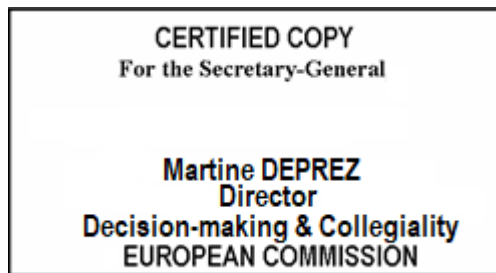 CERTIFIED COPY
For the Secretary-General
Martine DEPREZ
Director
Decision-making & Collegiality
EUROPEAN COMMISSION